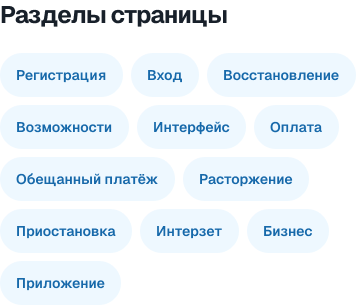 Разделы страницы
Регистрация Вход Восстановление
Возможности Интерфейс Оплата
Обещанный платёж Расторжение
Приостановка Интерзет Бизнес
Приложение